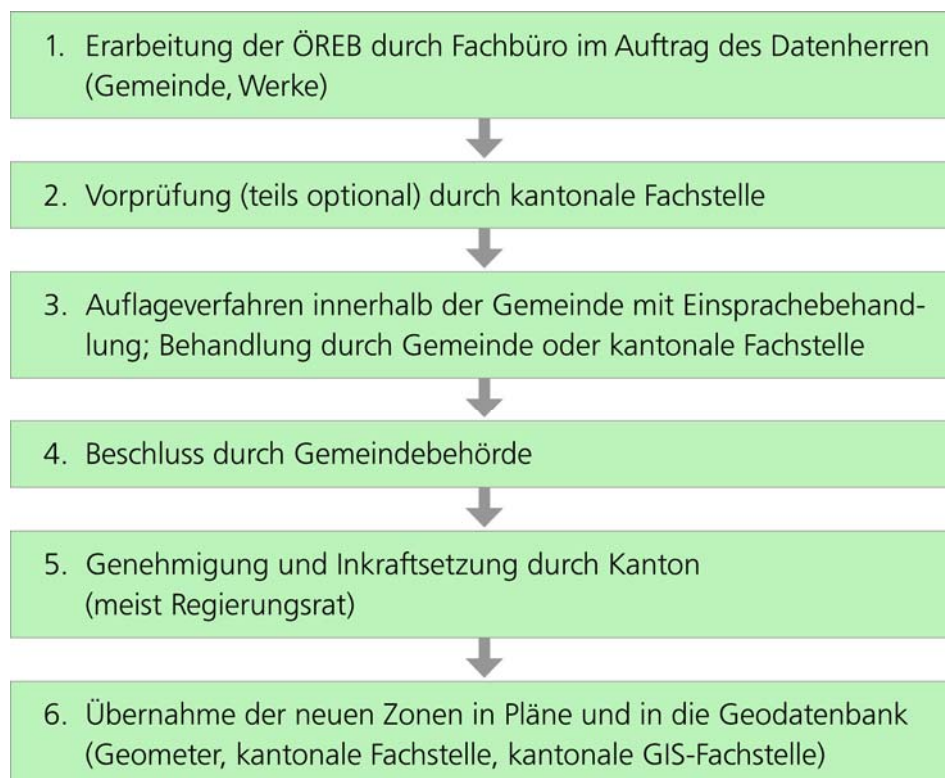 1. Erarbeitung der ÖREB durch Fachbüro im Auftrag des Datenherren
(Gemeinde, Werke)
2. Vorprüfung (teils optional) durch kantonale Fachstelle
3. Auflageverfahren innerhalb der Gemeinde mit Einsprachebehand-
lung; Behandlung durch Gemeinde oder kantonale Fachstelle
4. Beschluss durch Gemeindebehörde
5. Genehmigung und Inkraftsetzung durch Kanton
(meist Regierungsrat)
6. Übernahme der neuen Zonen in Pläne und in die Geodatenbank
(Geometer, kantonale Fachstelle, kantonale GIS-Fachstelle)